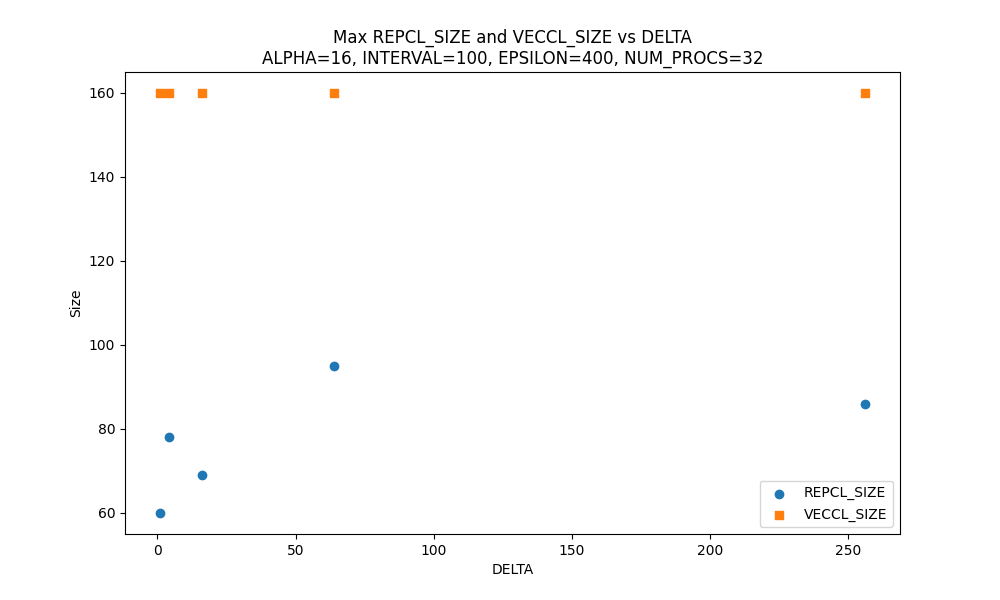 Max REPCL_SIZE and VECCL_SIZE vs DELTA
ALPHA=16, INTERVAL=100, EPSILON=400, NUM_PROCS=32
160
140
120
100
80
60
Size
0
50
100
150
200
250
DELTA
REPCL_SIZE
VECCL_SIZE